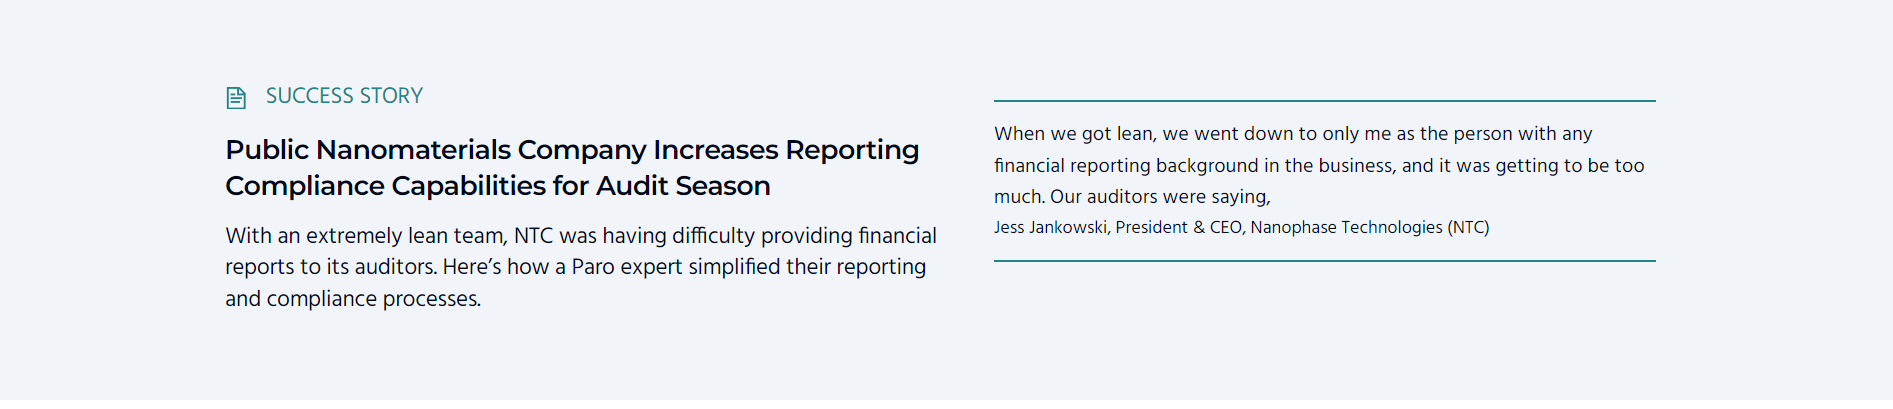 SUCCESS STORY
Public Nanomaterials Company Increases Reporting
Compliance Capabilities for Audit Season
With an extremely lean team, NTC was having difficulty providing financial
reports to its auditors. Here’s how a Paro expert simplified their reporting
and compliance processes.
When we got lean, we went down to only me as the person with any
financial reporting background in the business, and it was getting to be too
much. Our auditors were saying,
Jess Jankowski, President & CEO, Nanophase Technologies (NTC)